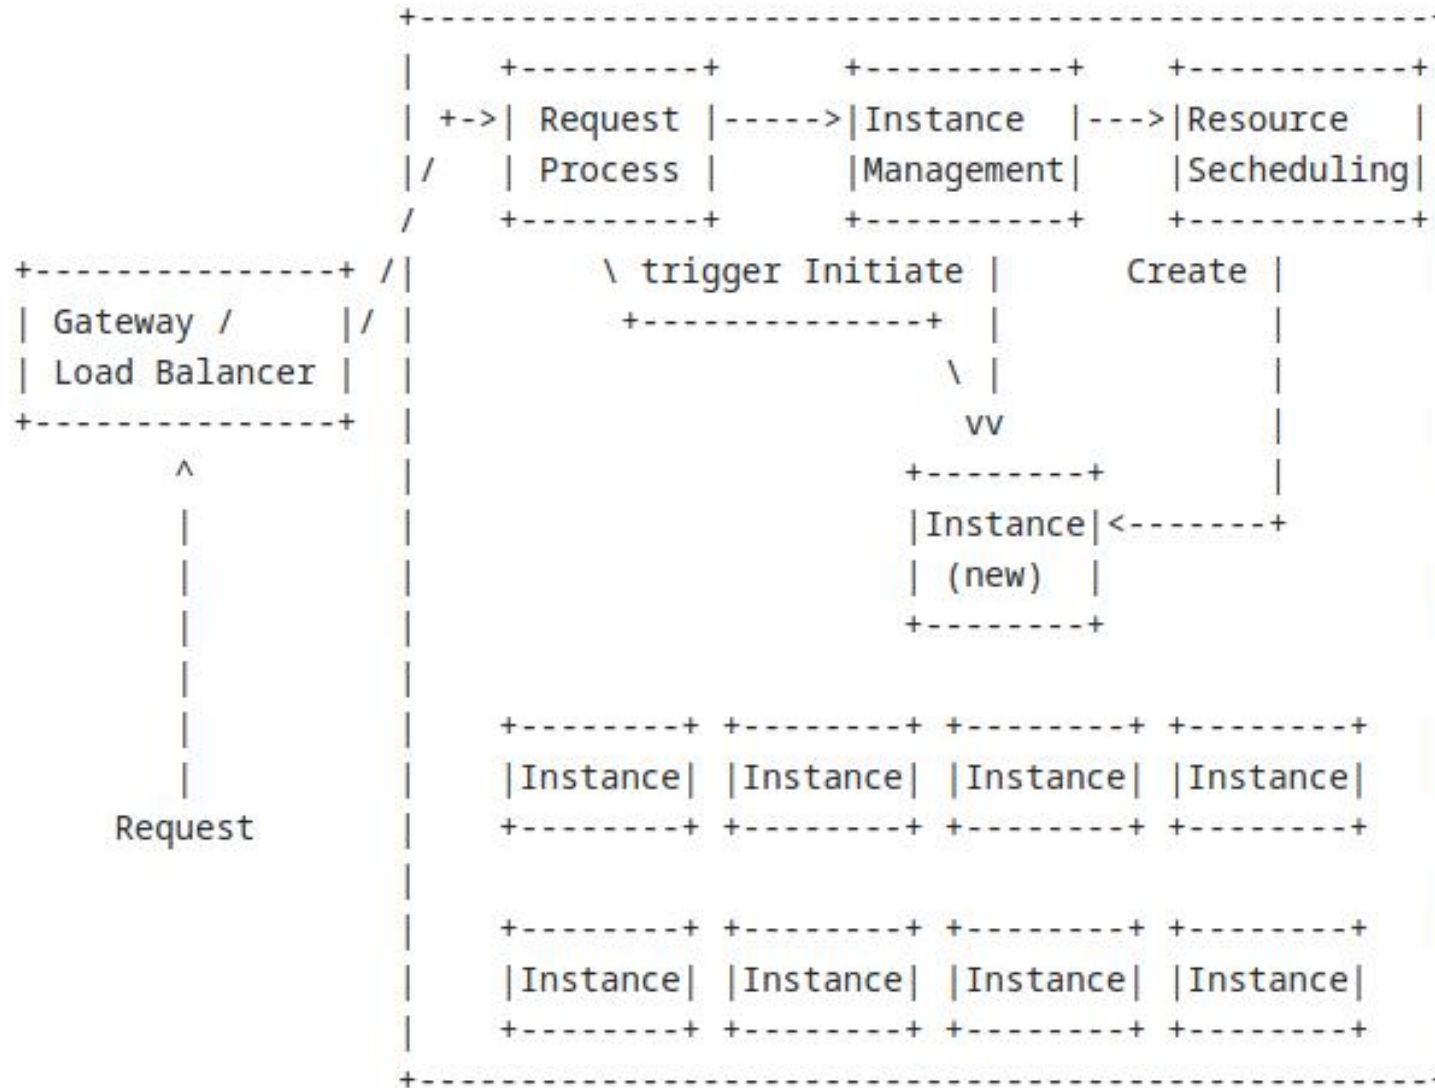 +---------------------------------------------------
|    +---------+      +----------+    +-----------+
| +->| Request |----->|Instance  |--->|Resource   |
|/   | Process |      |Management|    |Secheduling|
/    +---------+      +----------+    +-----------+
+---------------+ /|         \ trigger Initiate |      Create |
| Gateway /     |/ |          +--------------+  |             |
| Load Balancer |  |                          \ |             |
+---------------+  |                           vv             |
        ^          |                        +--------+        |
        |          |                        |Instance|<-------+
        |          |                        | (new)  |
        |          |                        +--------+
        |          |
        |          |    +--------+ +--------+ +--------+ +--------+
        |          |    |Instance| |Instance| |Instance| |Instance|
     Request       |    +--------+ +--------+ +--------+ +--------+
                   |
                   |    +--------+ +--------+ +--------+ +--------+
                   |    |Instance| |Instance| |Instance| |Instance|
                   |    +--------+ +--------+ +--------+ +--------+
                   +---------------------------------------------------